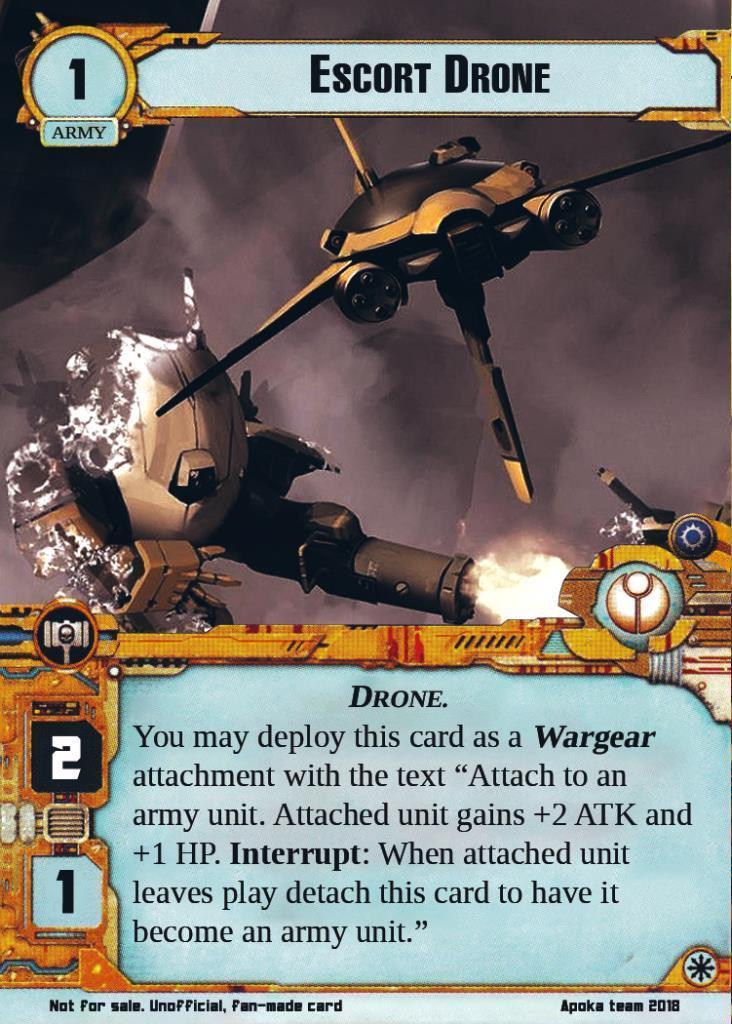 1
ARMY
ESCORT DRONE
DRONE.
2
1
You may deploy this card as a Wargear
attachment with the text “Attach to an
army unit. Attached unit gains +2 ATK and
+1 HP. Interrupt: When attached unit
leaves play detach this card to have it
become an army unit.”
Not for sale. Unofficial, fan-made card
Apoka team 2018